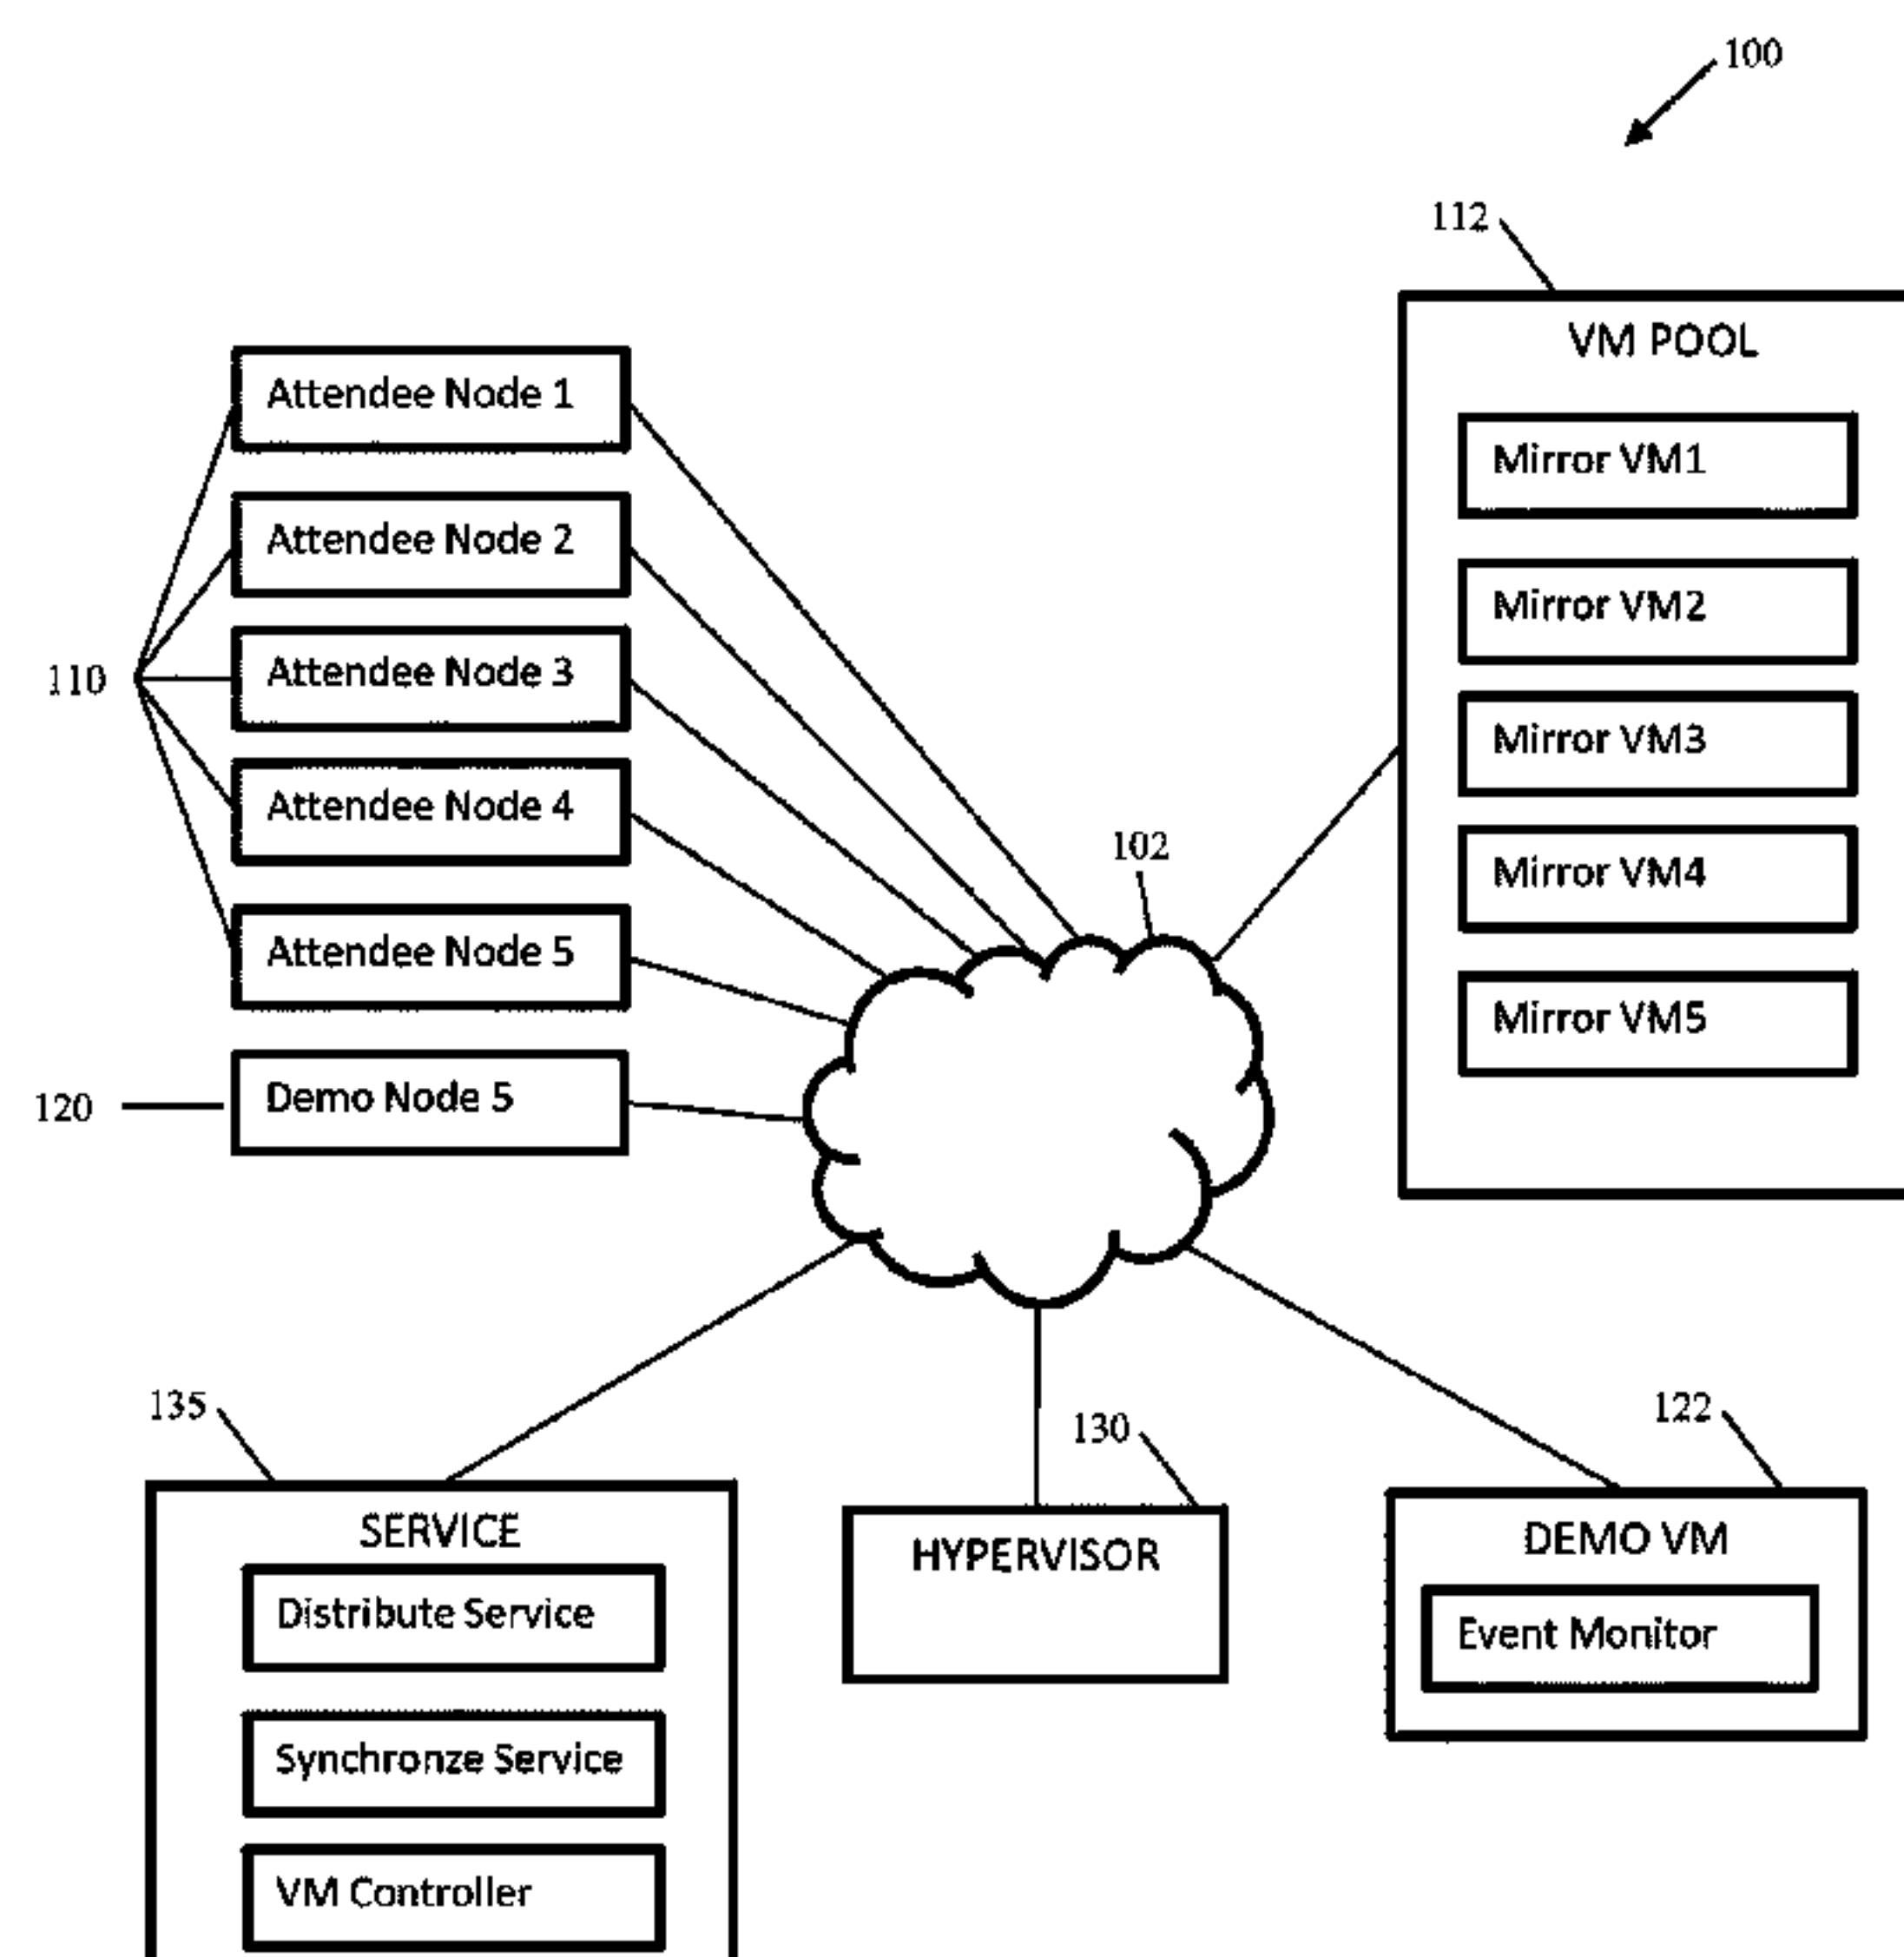 100
112
VM POOL
Attendee Node 1
Mirror VM1
Attendee Node 2
Mirror VM2
110
Attendee Node 3
Mirror VM3
Attendee Node 4
102
Mirror VM4
Attendee Node 5
Mirror VM5
120
Demo Node 5
135
130
122
SERVICE
HYPERVISOR
DEMO VM
Distribute Service
Event Monitor
Synchronze Service
VM Controller